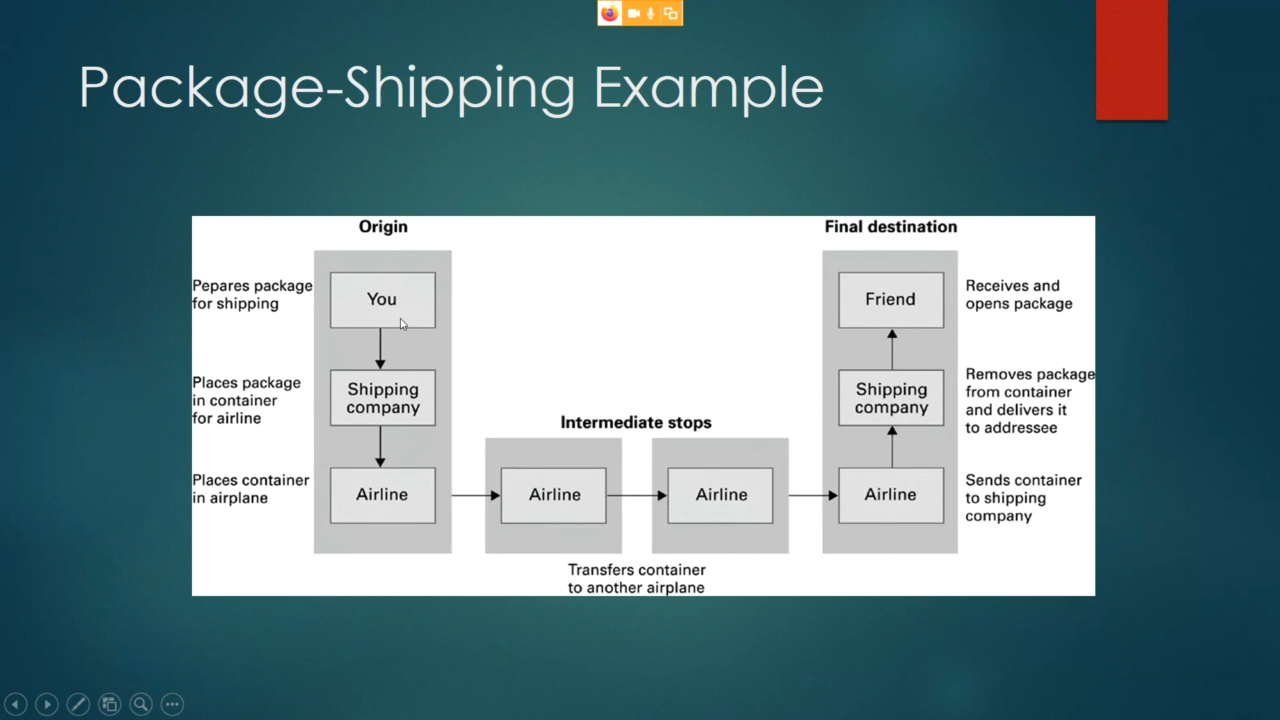 Package-Shipping Example
Origin
Final destination
Pepares package
for shipping
You
Friend
Receives and
opens package
Places package
in container
for airline
Shipping
company
Shipping
company
Removes package
from container
and delivers it
to addressee
Intermediate stops
Places container
in airplane
Airline
Airline
Airline
Airline
Sends container
to shipping
company
Transfers container
to another airplane